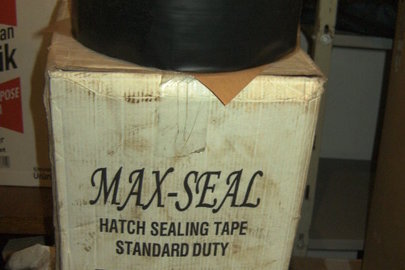 MAX-SEAL
HATCH SEALING TAPE
STANDARD DUTY